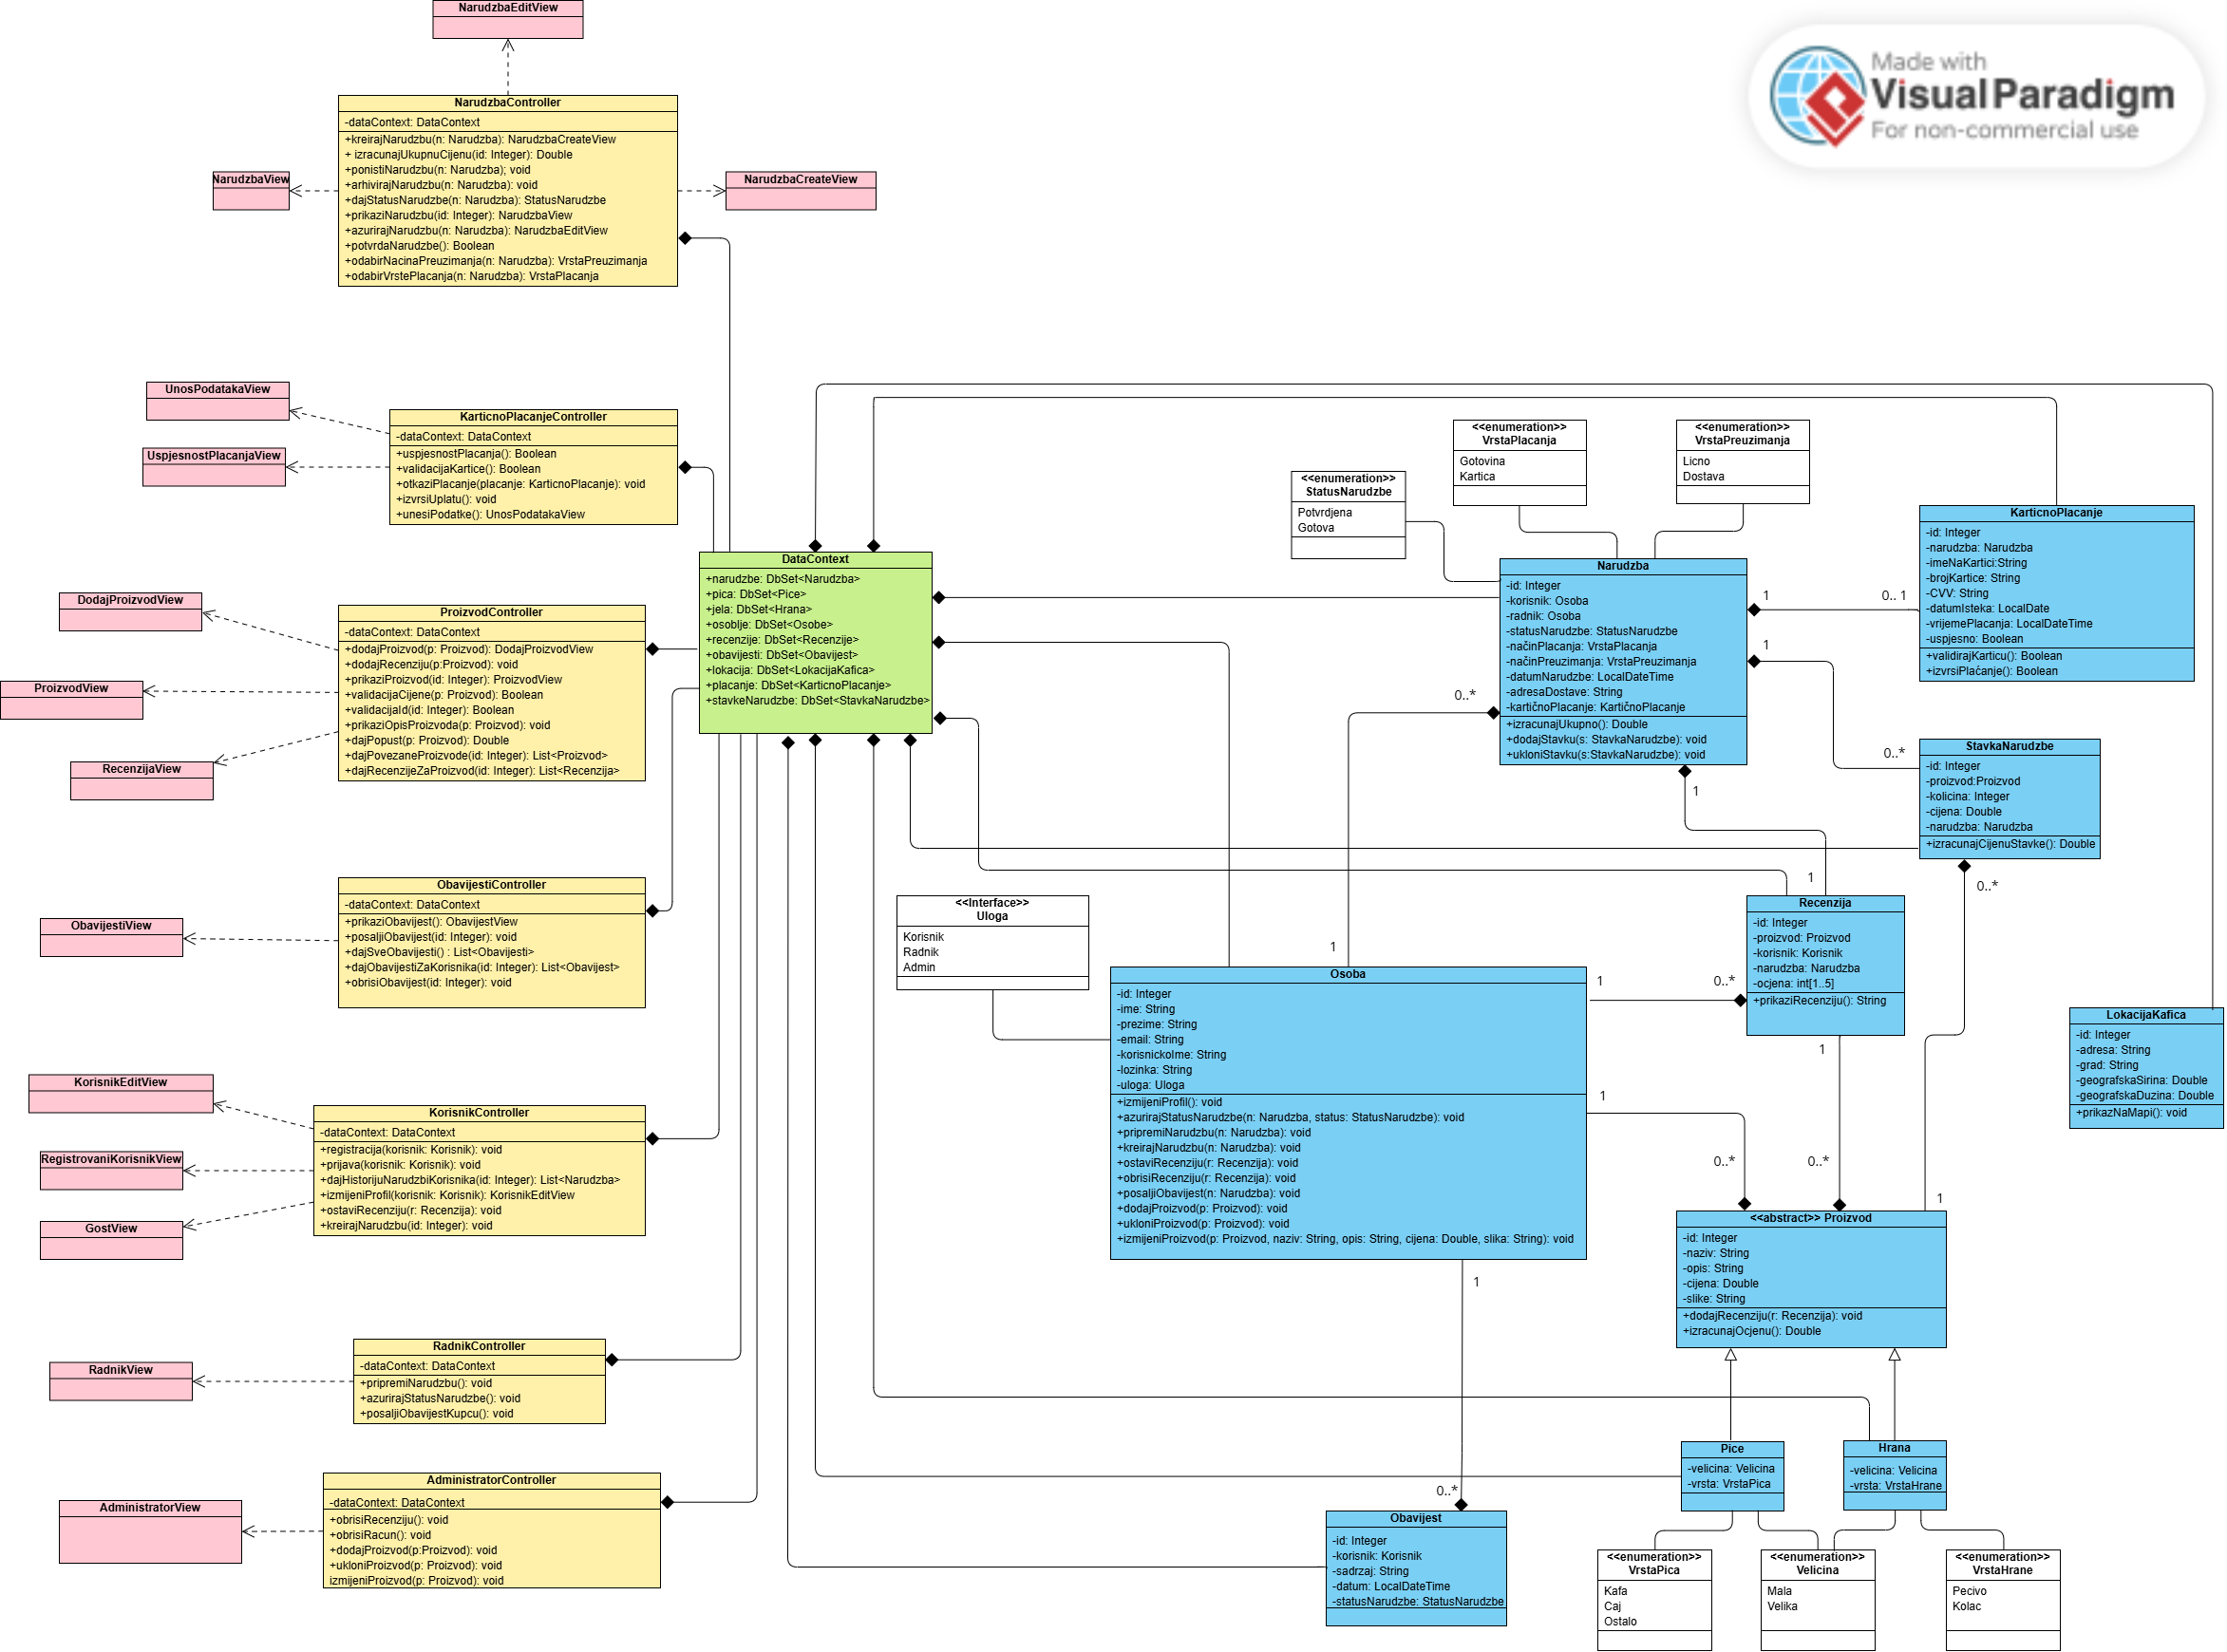 NarudzbaEditView
Made with
Visual Paradigm
For non-commercial use
NarudzbaController
-dataContext: DataContext
+kreirajNarudzbu(n: Narudzba): NarudzbaCreateView
+ izracunajUkupnuCijenu(id: Integer): Double
+ponistiNarudzbu(n: Narudzba); void
+arhivirajNarudzbu(n: Narudzba): void
+dajStatusNarudzbe(n: Narudzba): StatusNarudzbe
+prikaziNarudzbu(id: Integer): NarudzbaView
+azurirajNarudzbu(n: Narudzba): NarudzbaEditView
+potvrdaNarudzbe(): Boolean
+odabirNacinaPreuzimanja(n: Narudzba): VrstaPreuzimanja
+odabirVrstePlacanja(n: Narudzba): VrstaPlacanja
NarudzbaView
NarudzbaCreateView
UnosPodatakaView
UspjesnostPlacanjaView
KarticnoPlacanjeController
-dataContext: DataContext
+uspjesnostPlacanja(): Boolean
+validacijaKartice(): Boolean
+otkaziPlacanje(placanje: KarticnoPlacanje): void
+izvrsiUplatu(): void
+unesiPodatke(): UnosPodatakaView
<<enumeration>>
VrstaPlacanja
Gotovina
Kartica
<<enumeration>>
VrstaPreuzimanja
Licno
Dostava
<<enumeration>>
StatusNarudzbe
Potvrdjena
Gotova
DataContext
+narudzbe: DbSet<Narudzba>
+pica: DbSet<Pice>
+jela: DbSet<Hrana>
+osoblje: DbSet<Osobe>
+recenzije: DbSet<Recenzije>
+obavijesti: DbSet<Obavijest>
+lokacija: DbSet<LokacijaKafica>
+placanje: DbSet<KarticnoPlacanje>
+stavkeNarudzbe: DbSet<StavkaNarudzbe>
Narudzba
-id: Integer
-korisnik: Osoba
-radnik: Osoba
-statusNarudzbe: StatusNarudzbe
-načinPlacanja: VrstaPlacanja
-načinPreuzimanja: VrstaPreuzimanja
-datumNarudzbe: LocalDateTime
-adresaDostave: String
-kartičnoPlacanje: KartičnoPlacanje
+izracunajUkupno(): Double
+dodajStavku(s: StavkaNarudzbe): void
+ukloniStavku(s:StavkaNarudzbe): void
1
0.. 1
1
0..*
0..*
1
1
KarticnoPlacanje
-id: Integer
-narudzba: Narudzba
-imeNaKartici:String
-brojKartice: String
-CVV: String
-datumIsteka: LocalDate
-vrijemePlacanja: LocalDateTime
-uspjesno: Boolean
+validirajKarticu(): Boolean
+izvrsiPlaćanje(): Boolean
DodajProizvodView
ProizvodView
RecenzijaView
ProizvodController
-dataContext: DataContext
+dodajProizvod(p: Proizvod): DodajProizvodView
+dodajRecenziju(p:Proizvod): void
+prikaziProizvod(id: Integer): ProizvodView
+validacijaCijene(p: Proizvod): Boolean
+validacijaId(id: Integer): Boolean
+prikaziOpisProizvoda(p: Proizvod): void
+dajPopust(p: Proizvod): Double
+dajPovezaneProizvode(id: Integer): List<Proizvod>
+dajRecenzijeZaProizvod(id: Integer): List<Recenzija>
StavkaNarudzbe
-id: Integer
-proizvod:Proizvod
-kolicina: Integer
-cijena: Double
-narudzba: Narudzba
+izracunajCijenuStavke(): Double
0..*
ObavijestiView
ObavijestiController
-dataContext: DataContext
+prikaziObavijest(): ObavijestView
+posaljiObavijest(id: Integer): void
+dajSveObavijesti() : List<Obavijesti>
+dajObavijestiZaKorisnika(id: Integer): List<Obavijest>
+obrisiObavijest(id: Integer): void
<<Interface>>
Uloga
Korisnik
Radnik
Admin
Recenzija
-id: Integer
-proizvod: Proizvod
-korisnik: Korisnik
-narudzba: Narudzba
-ocjena: int[1..5]
+prikaziRecenziju(): String
1
1
0..*
1
Osoba
-id: Integer
-ime: String
-prezime: String
-email: String
-korisnickoIme: String
-lozinka: String
-uloga: Uloga
+izmijeniProfil(): void
+azurirajStatusNarudzbe(n: Narudzba, status: StatusNarudzbe): void
+pripremiNarudzbu(n: Narudzba): void
+kreirajNarudzbu(n: Narudzba): void
+ostaviRecenziju(r: Recenzija): void
+obrisiRecenziju(r: Recenzija): void
+posaljiObavijest(n: Narudzba): void
+dodajProizvod(p: Proizvod): void
+ukloniProizvod(p: Proizvod): void
+izmijeniProizvod(p: Proizvod, naziv: String, opis: String, cijena: Double, slika: String): void
LokacijaKafica
-id: Integer
-adresa: String
-grad: String
-geografskaSirina: Double
-geografskaDuzina: Double
+prikazNaMapi(): void
KorisnikEditView
RegistrovaniKorisnikView
GostView
KorisnikController
-dataContext: DataContext
+registracija(korisnik: Korisnik): void
+prijava(korisnik: Korisnik): void
+dajHistorijuNarudzbiKorisnika(id: Integer): List<Narudzba>
+izmijeniProfil(korisnik: Korisnik): KorisnikEditView
+ostaviRecenziju(r: Recenzija): void
+kreirajNarudzbu(id: Integer): void
1
0..*
0..*
1
<<abstract>> Proizvod
-id: Integer
-naziv: String
-opis: String
-cijena: Double
-slike: String
+dodajRecenziju(r: Recenzija): void
+izracunajOcjenu(): Double
1
RadnikView
RadnikController
-dataContext: DataContext
+pripremiNarudzbu(): void
+azurirajStatusNarudzbe(): void
+posaljiObavijestKupcu(): void
Pice
-velicina: Velicina
-vrsta: VrstaPica
Hrana
-velicina: Velicina
-vrsta: VrstaHrane
AdministratorView
AdministratorController
-dataContext: DataContext
+obrisiRecenziju(): void
+obrisiRacun(): void
+dodajProizvod(p:Proizvod): void
+ukloniProizvod(p: Proizvod): void
izmijeniProizvod(p: Proizvod): void
0..*
Obavijest
-id: Integer
-korisnik: Korisnik
-sadrzaj: String
-datum: LocalDateTime
-statusNarudzbe: StatusNarudzbe
<<enumeration>>
VrstaPica
Kafa
Caj
Ostalo
<<enumeration>>
Velicina
Mala
Velika
<<enumeration>>
VrstaHrane
Pecivo
Kolac